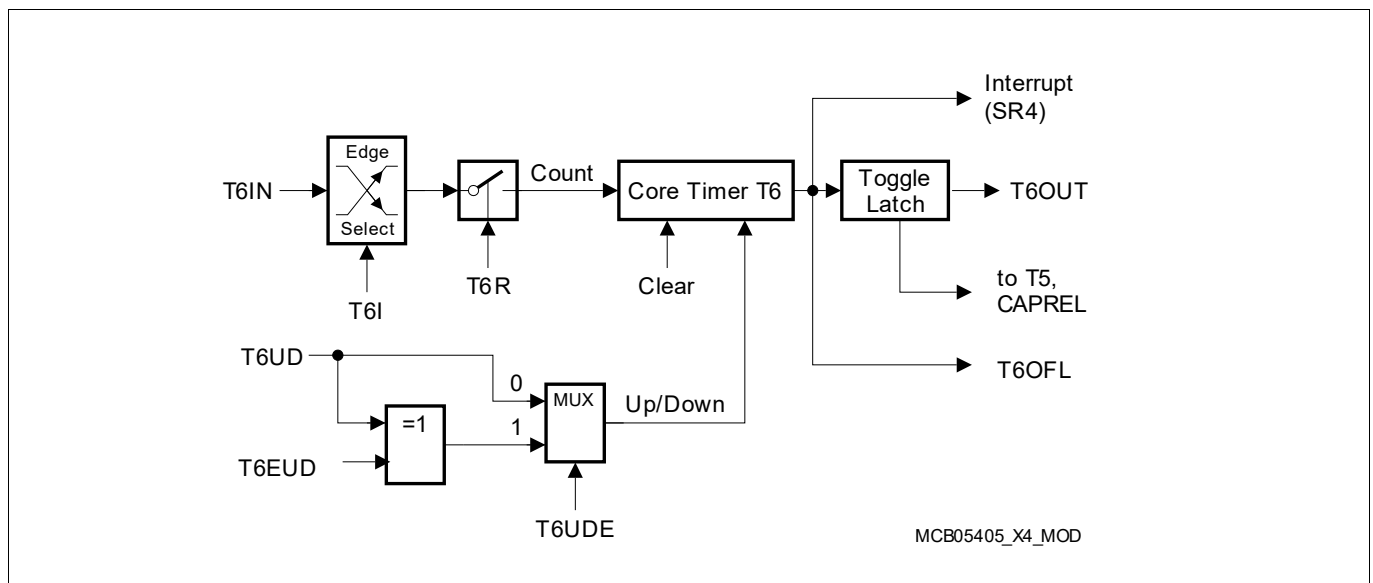 Interrupt
(SR4)
Edge
Select
T6IN
T6I
T6R
Count
Core Timer T6
Clear
Toggle
Latch
T6OUT
to T5,
CAPREL
T6OFL
T6UD
T6EUD
=1
0
1
MUX
Up/Down
T6UDE
MCB05405_X4_MOD